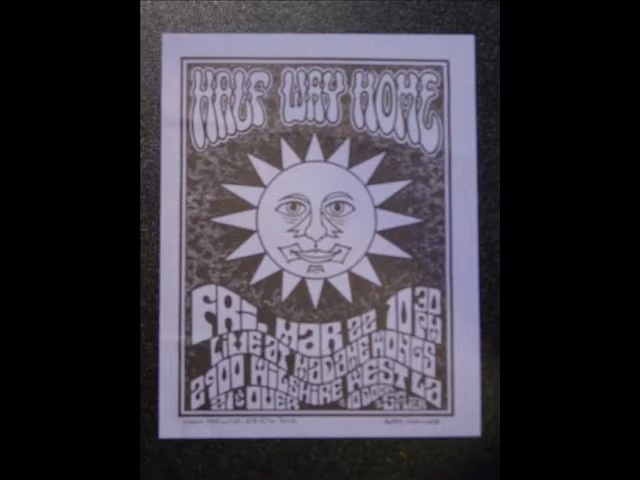 HALF WAY HOME
FRI. MAR 22 10 30 PM
LIVE AT MADAME WONGS
2900 WILSHIRE WEST LA
21 & OVER